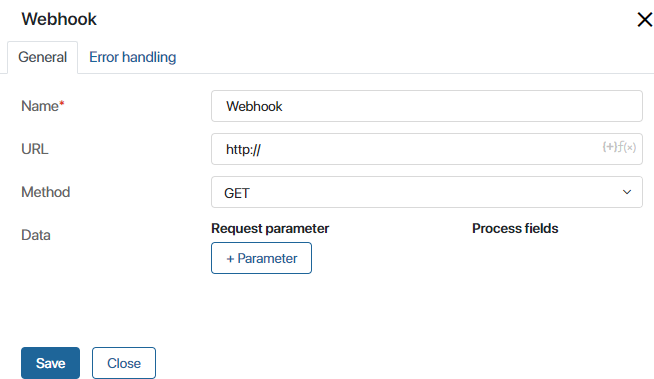 Webhook
General Error handling
Name*
Webhook
URL
http://
{+}ƒ(×)
Method
GET
Data
Request parameter Process fields
+ Parameter
Save Close